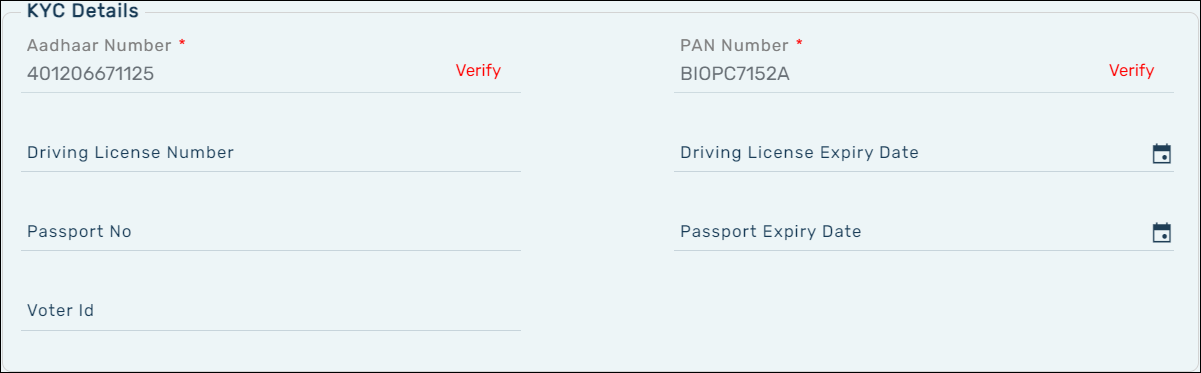 KYC Details
Aadhaar Number *
PAN Number *
401206671125
Verify
BIOPC7152A
Verify
Driving License Number
Driving License Expiry Date
Passport No
Passport Expiry Date
Voter Id